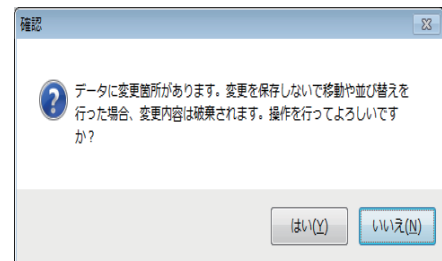 確認
データに変更箇所があります。変更を保存しないで移動や並び替えを
行った場合、変更内容は破棄されます。操作を行ってよろしいです
か？
はい(Y) いいえ(N)